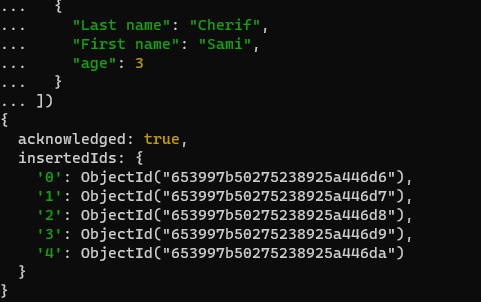 ...   {
...     "Last name": "Cherif",
...     "First name": "Sami",
...     "age": 3
...   }
... ])
{
  acknowledged: true,
  insertedIds: {
    '0': ObjectId("653997b50275238925a446d6"),
    '1': ObjectId("653997b50275238925a446d7"),
    '2': ObjectId("653997b50275238925a446d8"),
    '3': ObjectId("653997b50275238925a446d9"),
    '4': ObjectId("653997b50275238925a446da")
  }
}